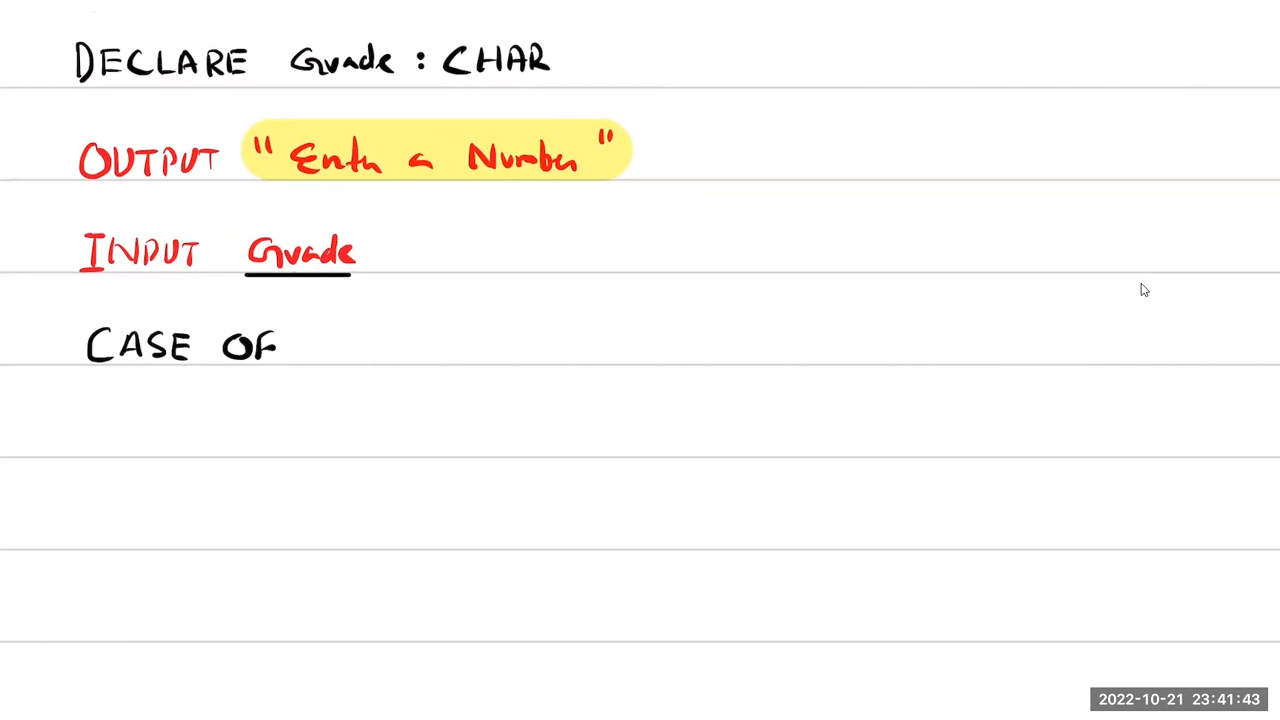 DECLARE Grade : CHAR
OUTPUT "Enter a Number"
INPUT Grade
CASE OF
2022-10-21 23:41:43